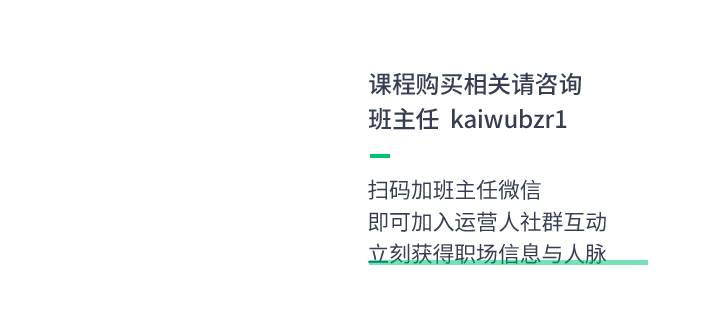 课程购买相关请咨询
班主任 kaiwubzr1
扫码加班主任微信
即可加入运营人社群互动
立刻获得职场信息与人脉